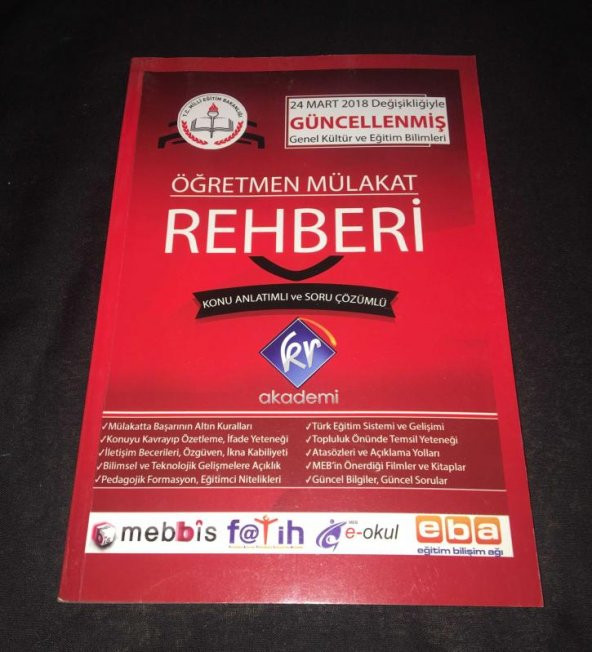 T.C. MİLLİ EĞİTİM BAKANLIĞI
24 MART 2018 Değişikliğiyle
GÜNCELLENMİŞ
Genel Kültür ve Eğitim Bilimleri
ÖĞRETMEN MÜLAKAT
REHBERİ
KONU ANLATIMLI ve SORU ÇÖZÜMLÜ
kr
akademi
✓Mülakatta Başarının Altın Kuralları
✓Konuyu Kavrayıp Özetleme, İfade Yeteneği
✓İletişim Becerileri, Özgüven, İkna Kabiliyeti
✓Bilimsel ve Teknolojik Gelişmelere Açıklık
✓Pedagojik Formasyon, Eğitimci Nitelikleri
✓Türk Eğitim Sistemi ve Gelişimi
✓Topluluk Önünde Temsil Yeteneği
✓Atasözleri ve Açıklama Yolları
✓MEB'in Önerdiği Filmler ve Kitaplar
✓Güncel Bilgiler, Güncel Sorular
mebbis
f@tih
e-okul
eba
eğitim bilişim ağı